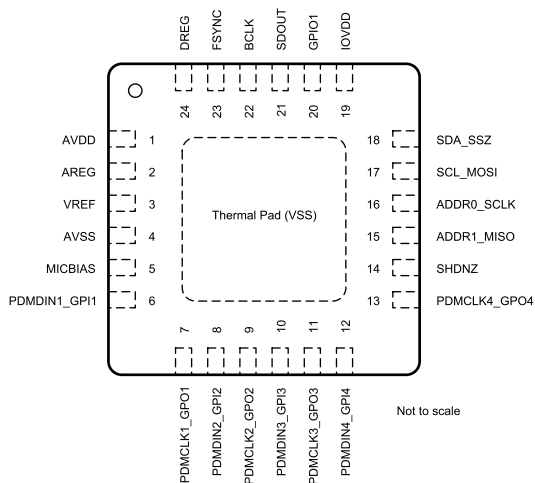 DREG
FSYNC
BCLK
SDOUT
GPIO1
IOVDD
24
23
22
21
20
19
AVDD 1
AREG 2
VREF 3
AVSS 4
MICBIAS 5
PDMDIN1_GPI1 6
Thermal Pad (VSS)
18 SDA_SSZ
17 SCL_MOSI
16 ADDR0_SCLK
15 ADDR1_MISO
14 SHDNZ
13 PDMCLK4_GPO4
7
8
9
10
11
12
PDMCLK1_GPO1
PDMDIN2_GPI2
PDMCLK2_GPO2
PDMDIN3_GPI3
PDMCLK3_GPO3
PDMDIN4_GPI4
Not to scale